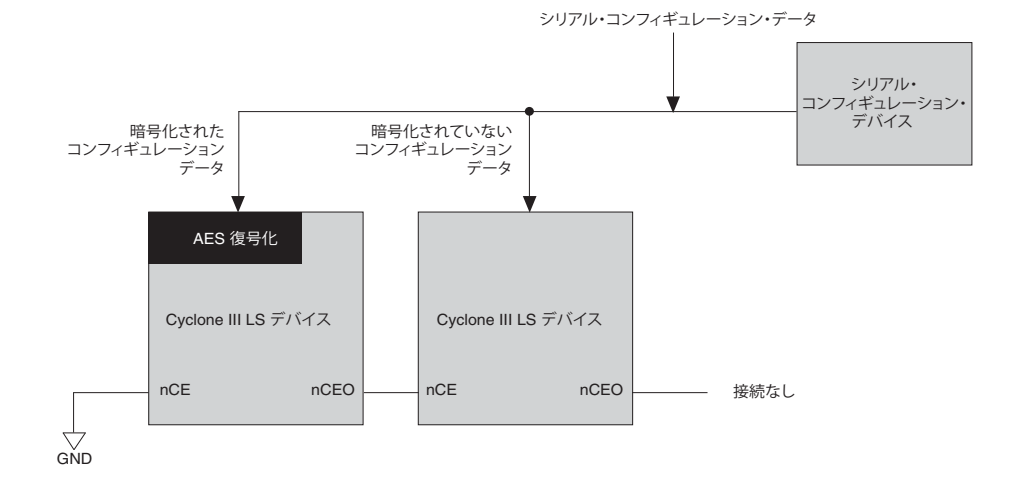 シリアル・コンフィギュレーション・データ
シリアル・
コンフィギュレーション・
デバイス
暗号化された
コンフィギュレーション
データ
暗号化されていない
コンフィギュレーション
データ
AES 復号化
Cyclone III LS デバイス
Cyclone III LS デバイス
nCE
nCEO
nCE
nCEO
接続なし
GND